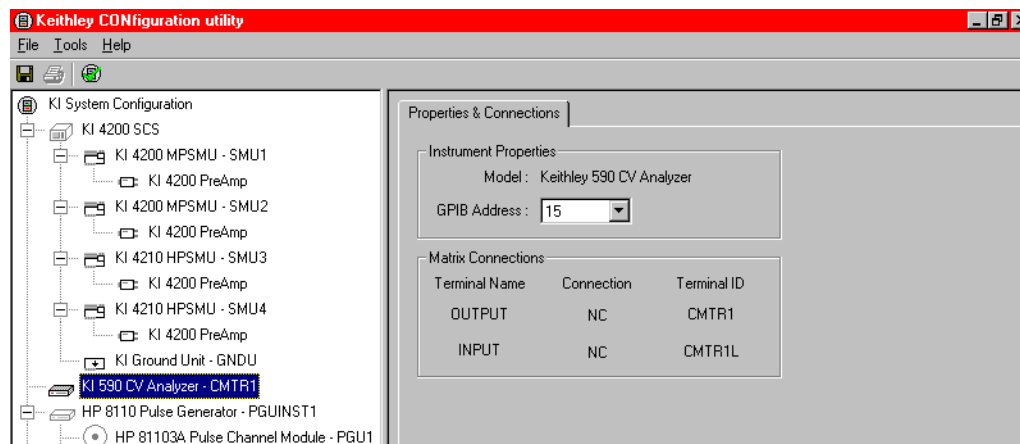 Keithley CONfiguration utility
File Tools Help
KI System Configuration
KI 4200 SCS
KI 4200 MPSMU - SMU1
KI 4200 PreAmp
KI 4200 MPSMU - SMU2
KI 4200 PreAmp
KI 4210 HPSMU - SMU3
KI 4200 PreAmp
KI 4210 HPSMU - SMU4
KI 4200 PreAmp
KI Ground Unit - GNDU
KI 590 CV Analyzer - CMTR1
HP 8110 Pulse Generator - PGUINST1
HP 81103A Pulse Channel Module - PGU1
Properties & Connections
Instrument Properties
Model : Keithley 590 CV Analyzer
GPIB Address : 15
Matrix Connections
Terminal Name Connection Terminal ID
OUTPUT NC CMTR1
INPUT NC CMTR1L